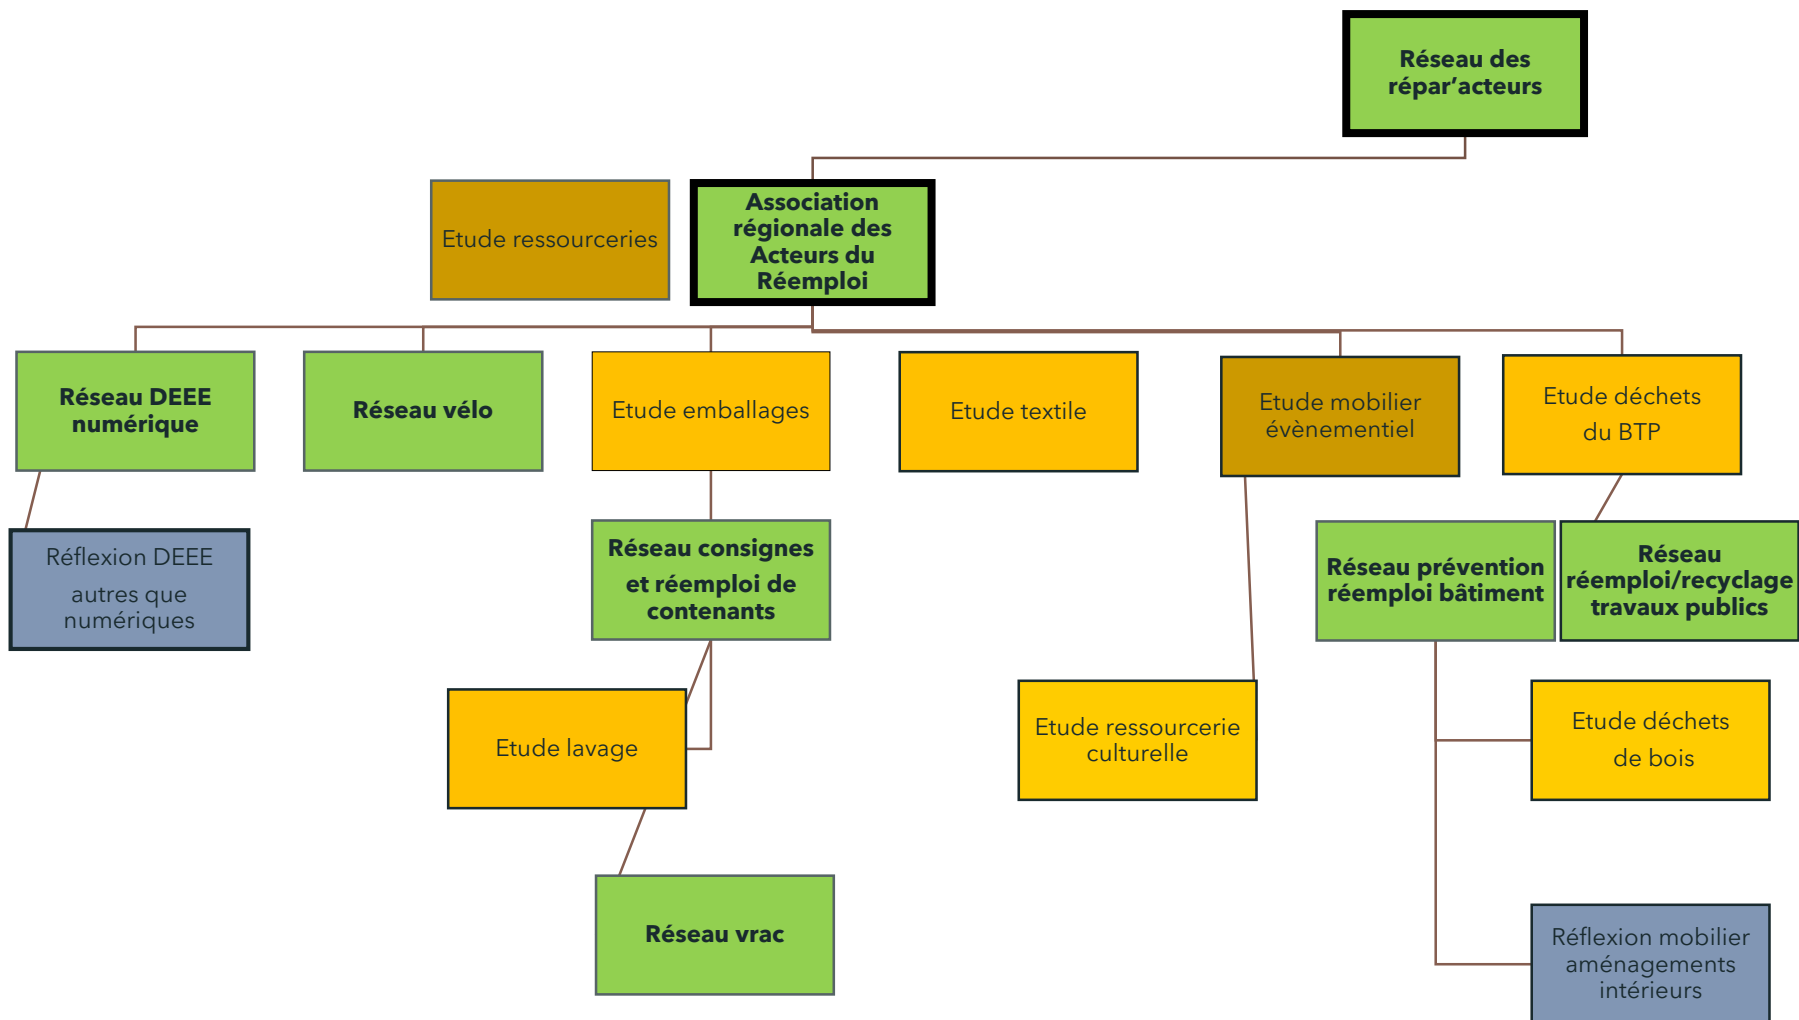 Réseau des
répar’acteurs
Etude ressourceries
Association
régionale des
Acteurs du
Réemploi
Réseau DEEE
numérique
Réseau vélo
Etude emballages
Etude textile
Etude mobilier
évènementiel
Etude déchets
du BTP
Réflexion DEEE
autres que
numériques
Réseau consignes
et réemploi de
contenants
Réseau prévention
réemploi bâtiment
Réseau
réemploi/recyclage
travaux publics
Etude lavage
Etude ressourcerie
culturelle
Etude déchets
de bois
Réseau vrac
Réflexion mobilier
aménagements
intérieurs